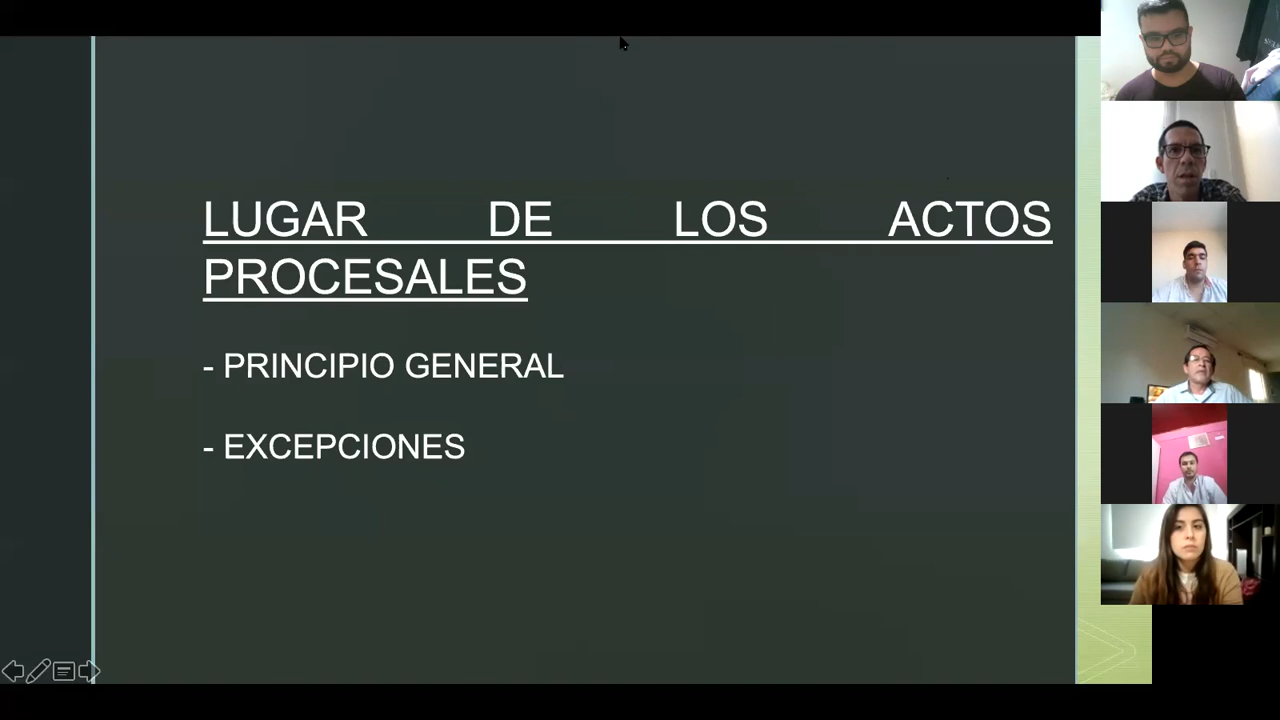 LUGAR DE LOS ACTOS
PROCESALES
- PRINCIPIO GENERAL
- EXCEPCIONES